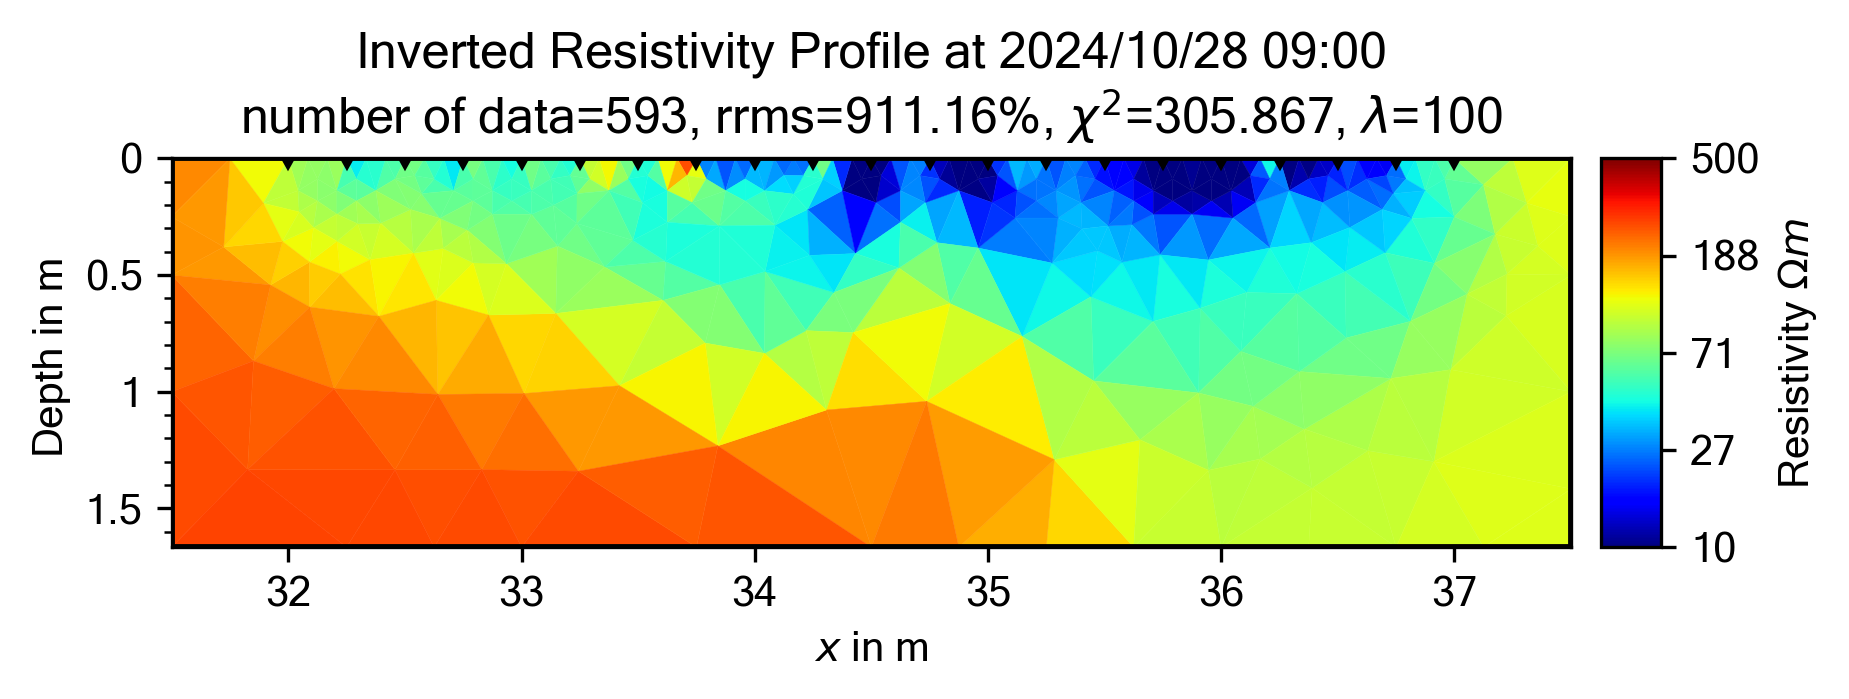 Inverted Resistivity Profile at 2024/10/28 09:00
number of data=593, rrms=911.16%, χ²=305.867, λ=100
0
0.5
1
1.5
Depth in m
32 33 34 35 36 37
x in m
500
188
71
27
10
Resistivity Ωm